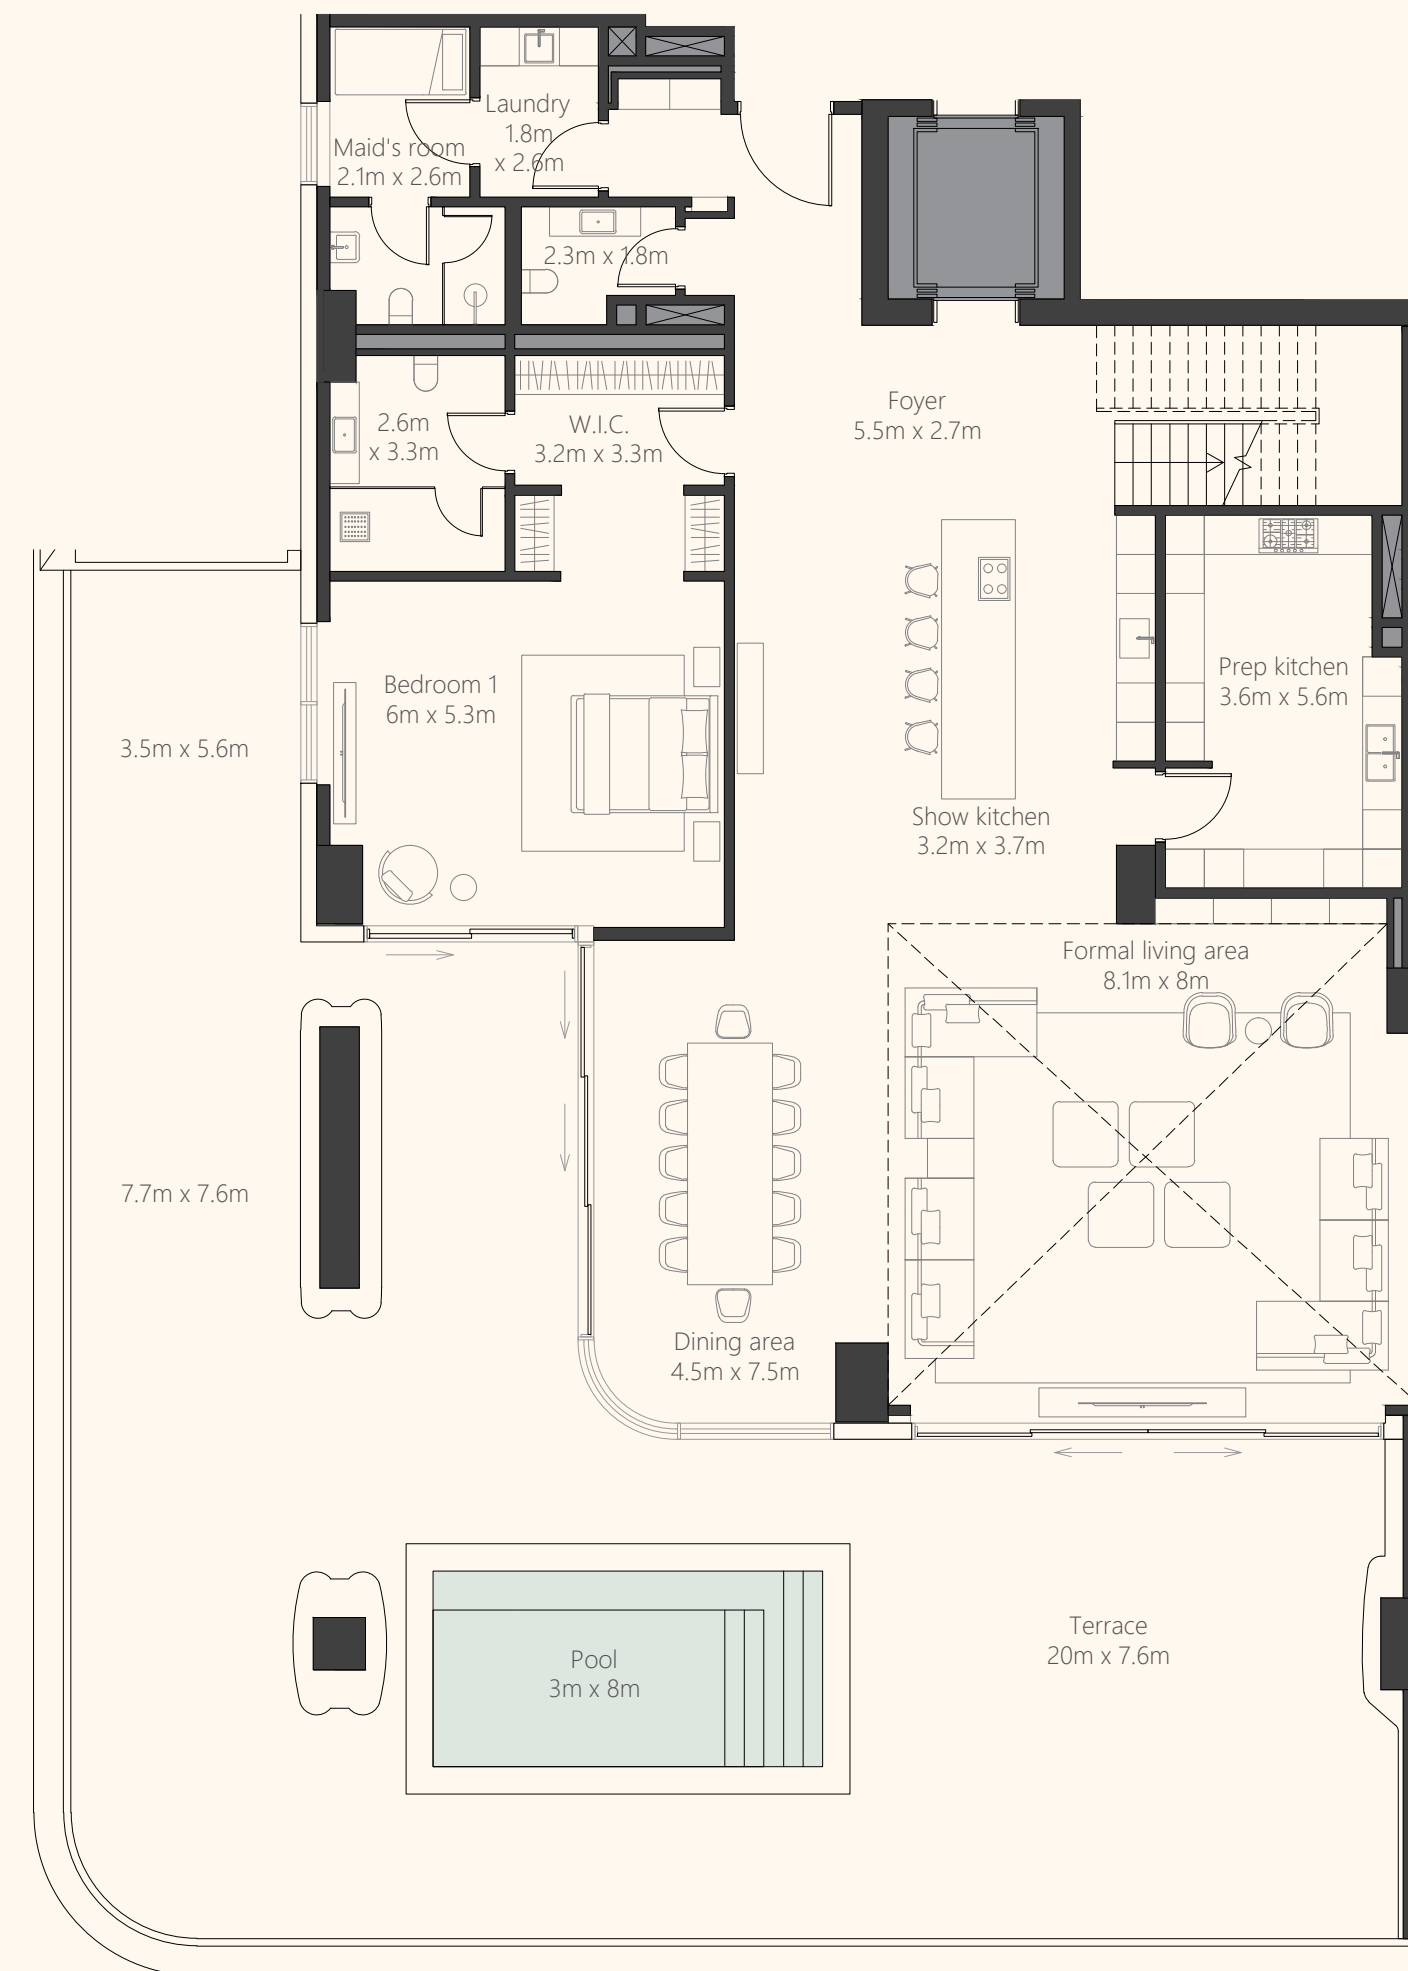 Laundry
1.8m
x 2.6m
Maid's room
2.1m x 2.6m
2.3m x 1.8m
Foyer
5.5m x 2.7m
2.6m
x 3.3m
W.I.C.
3.2m x 3.3m
Prep kitchen
3.6m x 5.6m
Bedroom 1
6m x 5.3m
3.5m x 5.6m
Show kitchen
3.2m x 3.7m
Formal living area
8.1m x 8m
7.7m x 7.6m
Dining area
4.5m x 7.5m
Terrace
20m x 7.6m
Pool
3m x 8m